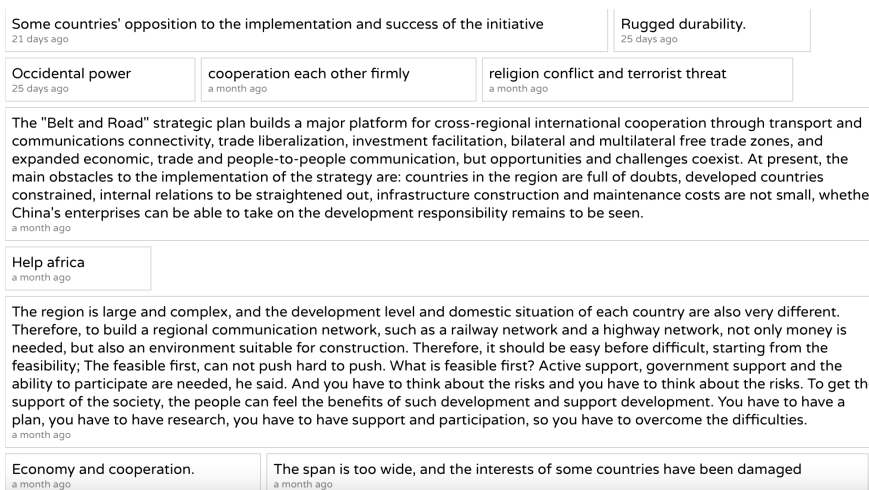 Some countries' opposition to the implementation and success of the initiative
21 days ago
Rugged durability.
25 days ago
Occidental power
25 days ago
cooperation each other firmly
a month ago
religion conflict and terrorist threat
a month ago
The "Belt and Road" strategic plan builds a major platform for cross-regional international cooperation through transport and
communications connectivity, trade liberalization, investment facilitation, bilateral and multilateral free trade zones, and
expanded economic, trade and people-to-people communication, but opportunities and challenges coexist. At present, the
main obstacles to the implementation of the strategy are: countries in the region are full of doubts, developed countries
constrained, internal relations to be straightened out, infrastructure construction and maintenance costs are not small, whethe
China's enterprises can be able to take on the development responsibility remains to be seen.
a month ago
Help africa
a month ago
The region is large and complex, and the development level and domestic situation of each country are also very different.
Therefore, to build a regional communication network, such as a railway network and a highway network, not only money is
needed, but also an environment suitable for construction. Therefore, it should be easy before difficult, starting from the
feasibility; The feasible first, can not push hard to push. What is feasible first? Active support, government support and the
ability to participate are needed, he said. And you have to think about the risks and you have to think about the risks. To get th
support of the society, the people can feel the benefits of such development and support development. You have to have a
plan, you have to have research, you have to have support and participation, so you have to overcome the difficulties.
a month ago
Economy and cooperation.
a month ago
The span is too wide, and the interests of some countries have been damaged
a month ago